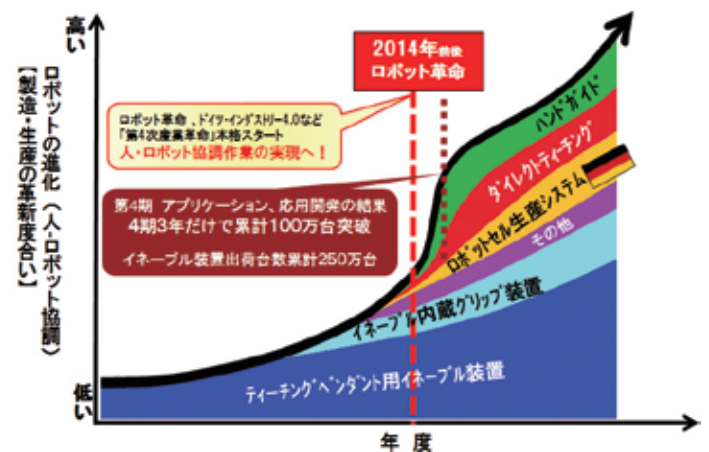 高い
ロボットの進化（人-ロボット協調）
【製造・生産の革新度合い】
低い
2014年前後
ロボット革命
ロボット革命、ドイツ・インダストリー4.0など
「第4次産業革命」本格スタート
人・ロボット協調作業の実現へ！
第4期 アプリケーション、応用開発の結果
4期3年だけで累計100万台突破
イネーブル装置出荷台数累計250万台
ハンドガイド
ダイレクトティーチング
ロボットセル生産システム
その他
イネーブル内蔵グリップ装置
ティーチングペンダント用イネーブル装置
年 度